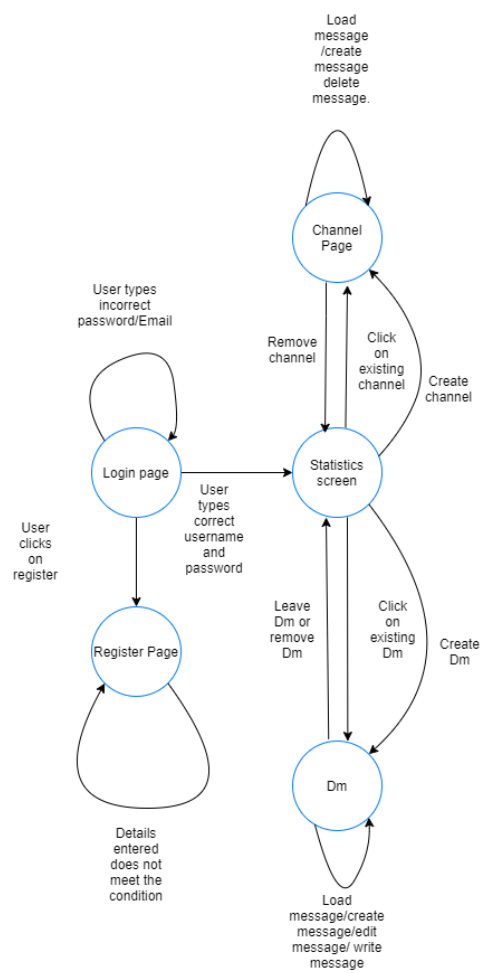 Load
message
/create
message
delete
message.
Channel
Page
User types
incorrect
password/Email
Remove
channel
Click
on
existing
channel
Create
channel
Login page
Statistics
screen
User
types
correct
username
and
password
User
clicks
on
register
Leave
Dm or
remove
Dm
Click
on
existing
Dm
Create
Dm
Register Page
Dm
Details
entered
does not
meet the
condition
Load
message/create
message/edit
message/ write
message